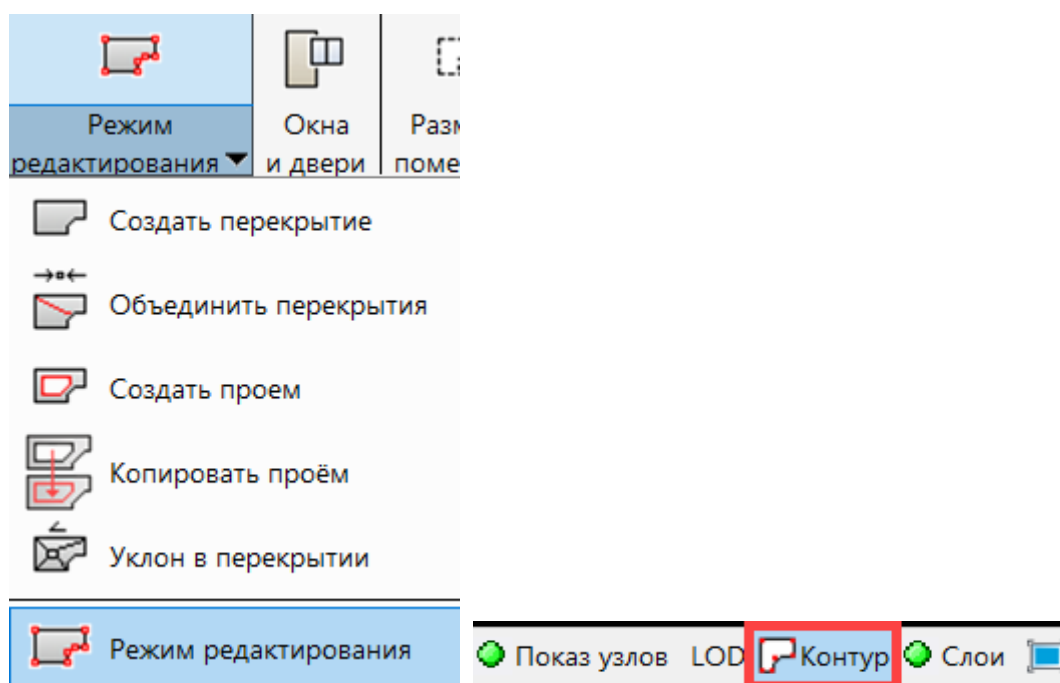 Режим Окна
редактирования и двери
Создать перекрытие
Объединить перекрытия
Создать проем
Копировать проём
Уклон в перекрытии
Режим редактирования
Показ узлов LOD Контур Слои